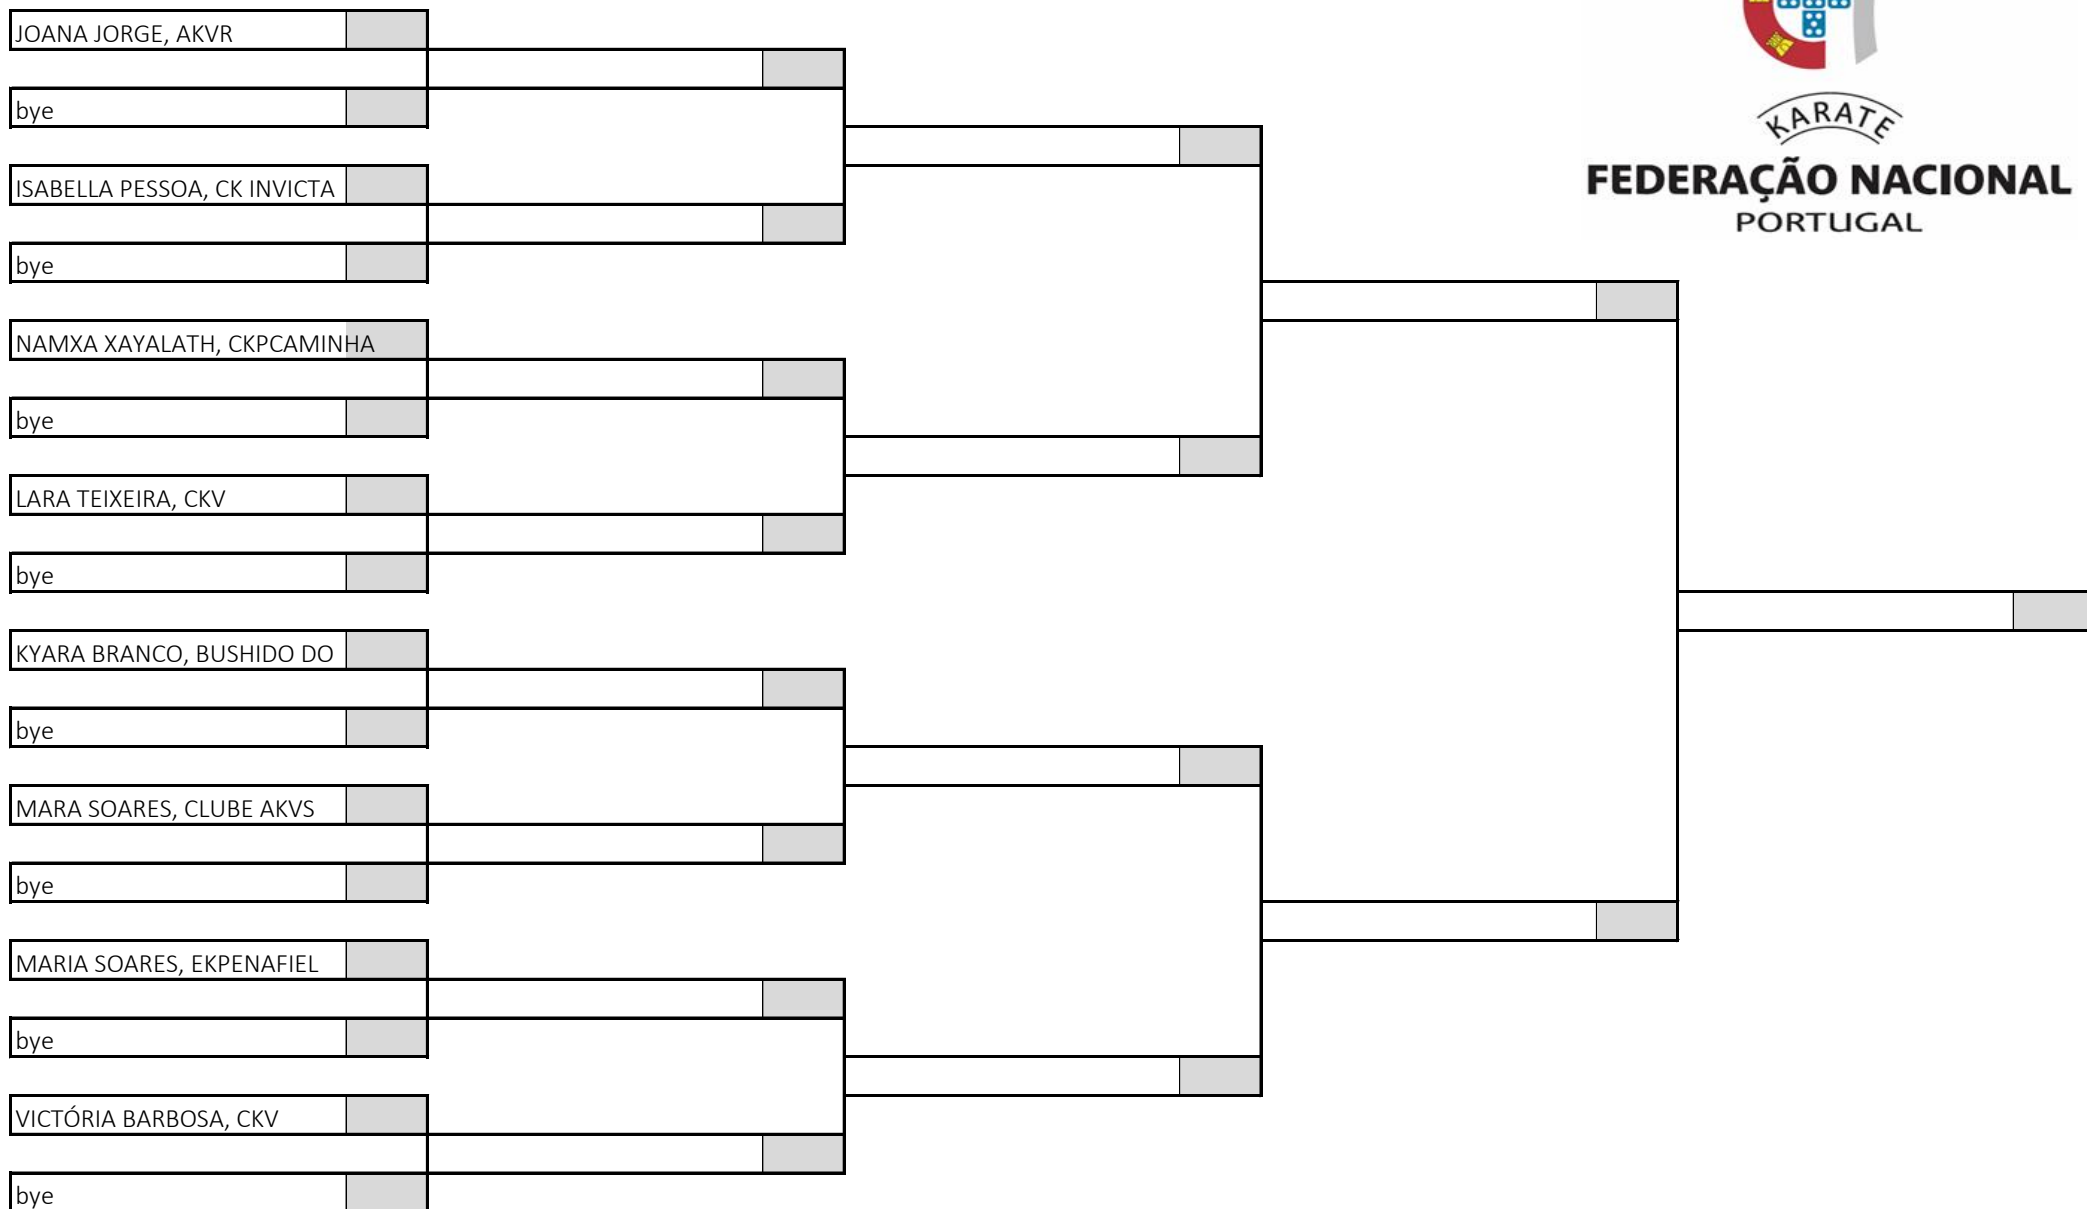 JOANA JORGE, AKVR
bye
ISABELLA PESSOA, CK INVICTA
bye
NAMXA XAYALATH, CKPCAMINHA
bye
LARA TEIXEIRA, CKV
bye
KYARA BRANCO, BUSHIDO DO
bye
MARA SOARES, CLUBE AKVS
bye
MARIA SOARES, EKPENAFIEL
bye
VICTÓRIA BARBOSA, CKV
bye
KARATE
FEDERAÇÃO NACIONAL
PORTUGAL